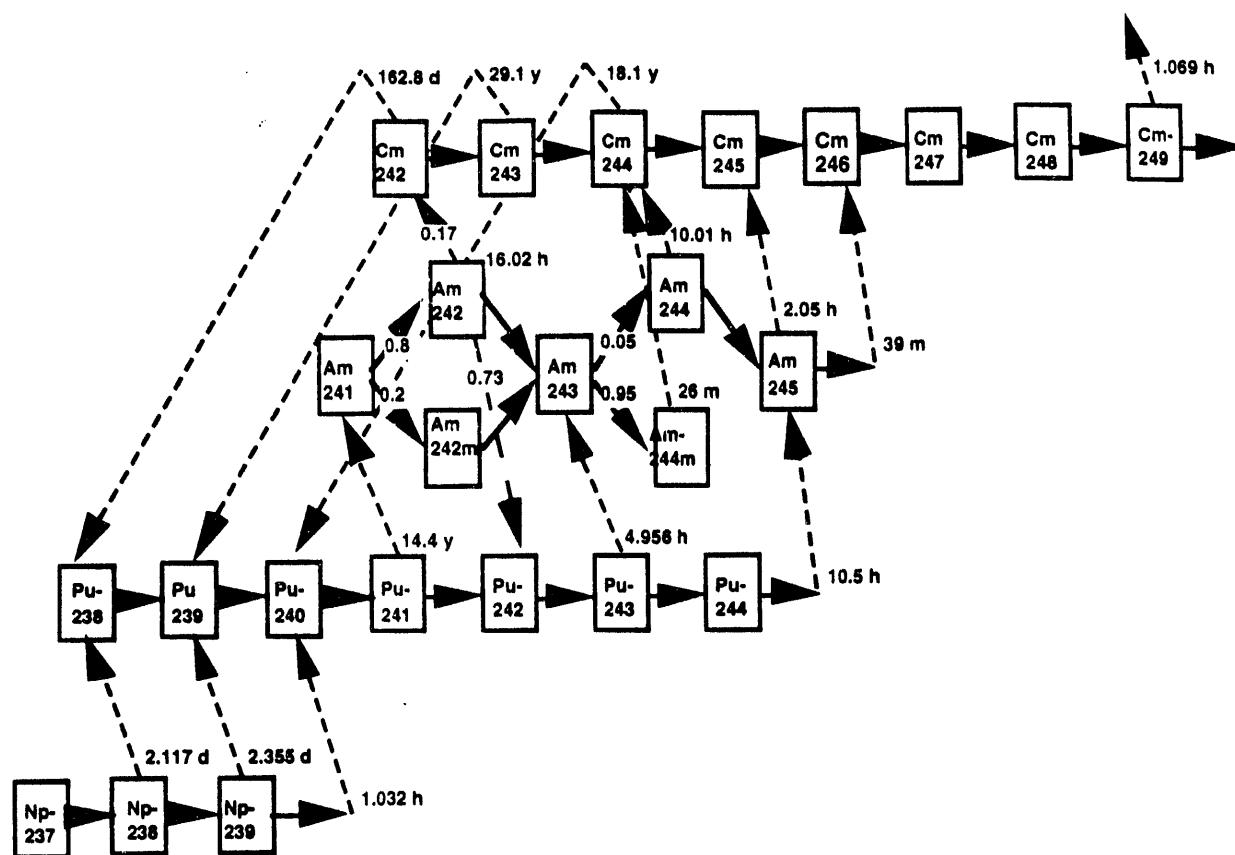 162.8 d
29.1 y
18.1 y
1.069 h
Cm
242
Cm
243
Cm
244
Cm
245
Cm
246
Cm
247
Cm
248
Cm-
249
0.17
16.02 h
10.01 h
Am
242
Am
244
2.05 h
39 m
0.8
0.05
Am
241
0.73
Am
243
Am
245
0.2
0.95
26 m
Am
242m
Am-
244m
14.4 y
4.956 h
10.5 h
Pu-
238
Pu
239
Pu-
240
Pu-
241
Pu-
242
Pu-
243
Pu-
244
2.117 d
2.355 d
1.032 h
Np-
237
Np-
238
Np-
239